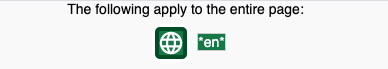 The following apply to the entire page:
*en*